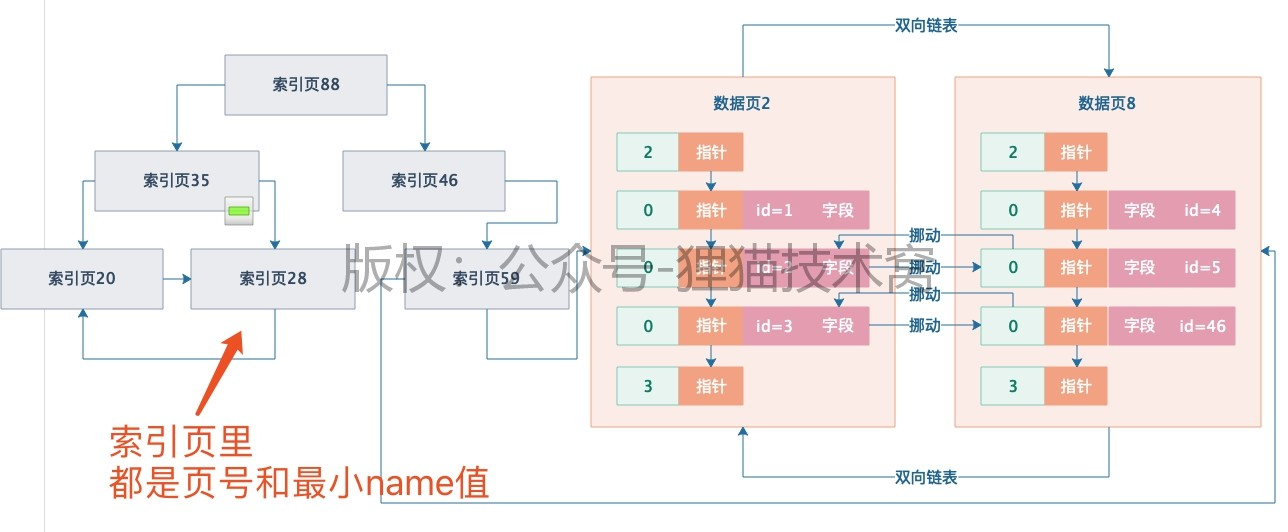 双向链表
索引页88
索引页35
索引页46
索引页20
索引页28
索引页59
数据页2
2 指针
0 指针 id=1 字段
0 指针 id=2 字段
0 指针 id=3 字段
3 指针
挪动
挪动
挪动
挪动
数据页8
2 指针
0 指针 字段 id=4
0 指针 字段 id=5
0 指针 字段 id=46
3 指针
双向链表
版权：公众号-狸猫技术窝
索引页里
都是页号和最小name值